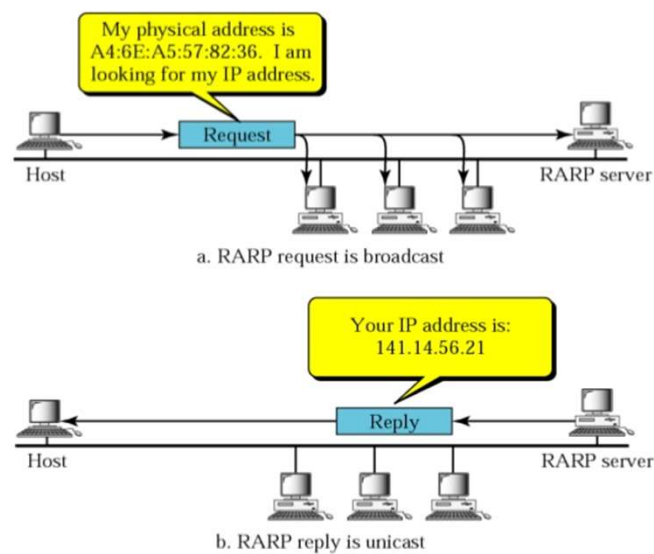 My physical address is
A4:6E:A5:57:82:36. I am
looking for my IP address.
Request
Host
RARP server
a. RARP request is broadcast
Your IP address is:
141.14.56.21
Reply
Host
RARP server
b. RARP reply is unicast